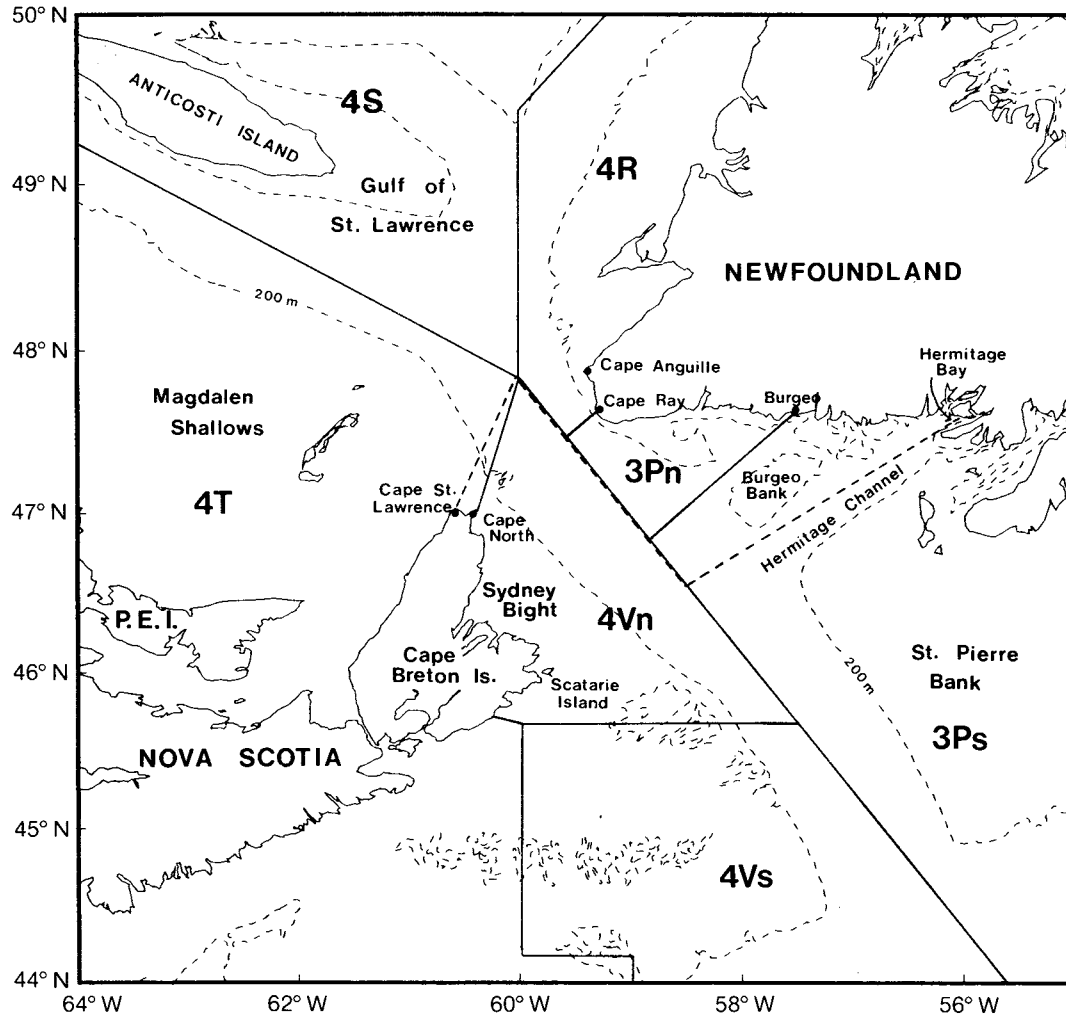 50° N
49° N
48° N
47° N
46° N
45° N
44° N
64° W
62° W
60° W
58° W
56° W
ANTICOSTI ISLAND
4S
Gulf of
St. Lawrence
4R
NEWFOUNDLAND
200 m
Cape Anguille
Hermitage
Bay
Magdalen
Shallows
Cape Ray
Burgeo
3Pn
Burgeo
Bank
Hermitage Channel
4T
Cape St.
Lawrence
Cape
North
Sydney
Bight
4Vn
P.E.I.
Cape
Breton Is.
Scatarie
Island
200 m
St. Pierre
Bank
3Ps
NOVA SCOTIA
4Vs